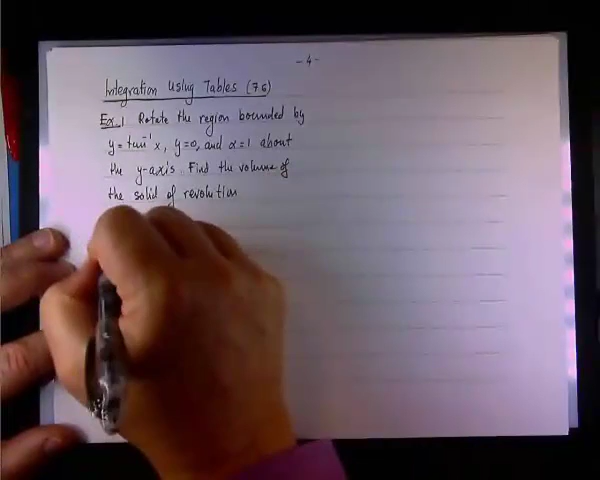 - 4 -
Integration Using Tables (7.6)
Ex.1 Rotate the region bounded by
y = tan⁻¹ x, y=0, and x=1 about
the y-axis. Find the volume of
the solid of revolution